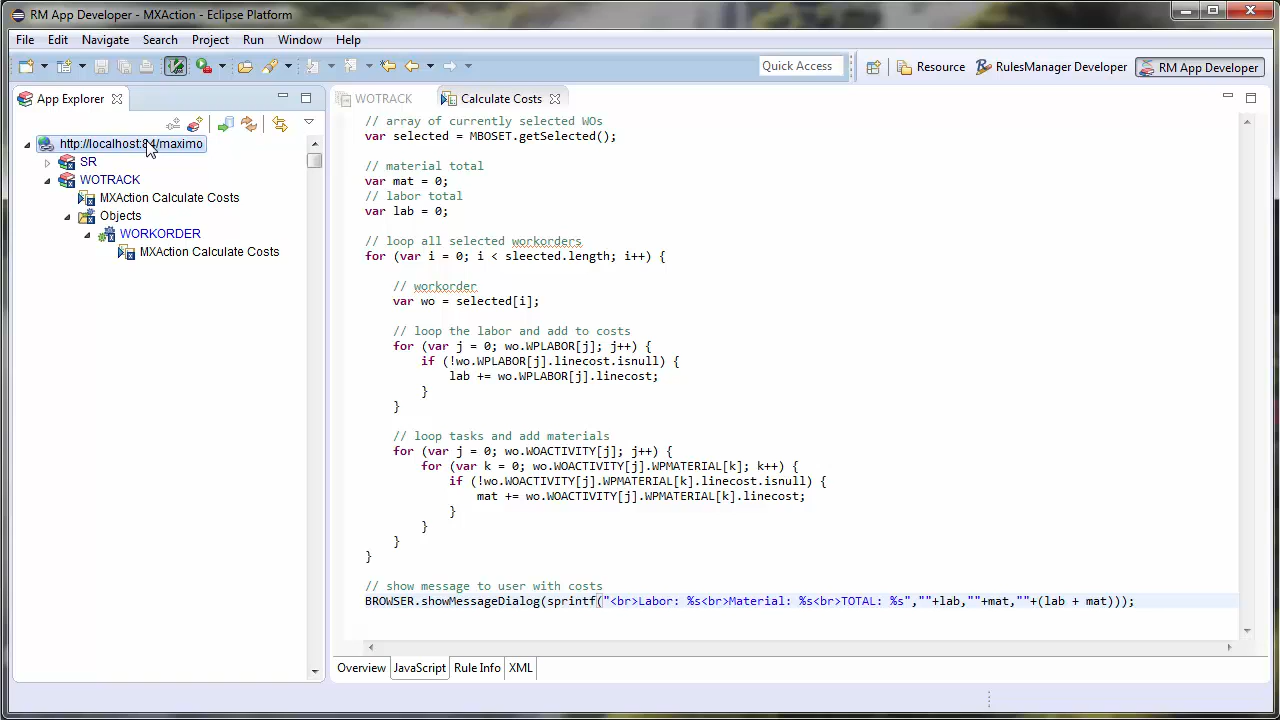 RM App Developer - MXAction - Eclipse Platform
File Edit Navigate Search Project Run Window Help
Quick Access Resource RulesManager Developer RM App Developer
App Explorer
http://localhost:84/maximo
SR
WOTRACK
MXAction Calculate Costs
Objects
WORKORDER
MXAction Calculate Costs
WOTRACK Calculate Costs
// array of currently selected WOs
var selected = MBOSET.getSelected();
// material total
var mat = 0;
// labor total
var lab = 0;
// loop all selected workorders
for (var i = 0; i < sleected.length; i++) {
// workorder
var wo = selected[i];
// loop the labor and add to costs
for (var j = 0; wo.WPLABOR[j]; j++) {
if (!wo.WPLABOR[j].linecost.isnull) {
lab += wo.WPLABOR[j].linecost;
}
}
// loop tasks and add materials
for (var j = 0; wo.WOACTIVITY[j]; j++) {
for (var k = 0; wo.WOACTIVITY[j].WPMATERIAL[k]; k++) {
if (!wo.WOACTIVITY[j].WPMATERIAL[k].linecost.isnull) {
mat += wo.WOACTIVITY[j].WPMATERIAL[k].linecost;
}
}
}
}
// show message to user with costs
BROWSER.showMessageDialog(sprintf("<br>Labor: %s<br>Material: %s<br>TOTAL: %s",""+lab,""+mat,""+(lab + mat)));
Overview JavaScript Rule Info XML